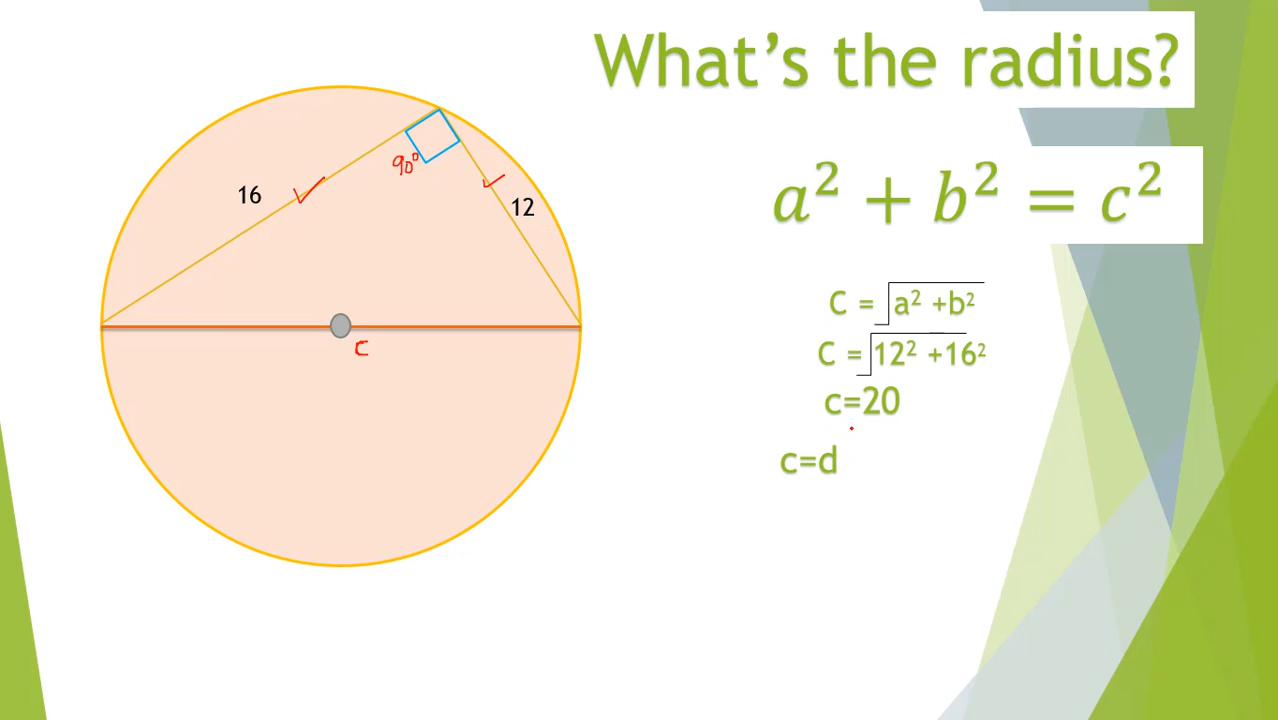 What's the radius?
a² + b² = c²
90°
16
12
C = √a² +b²
C = √12² +16²
c
c=20
c=d